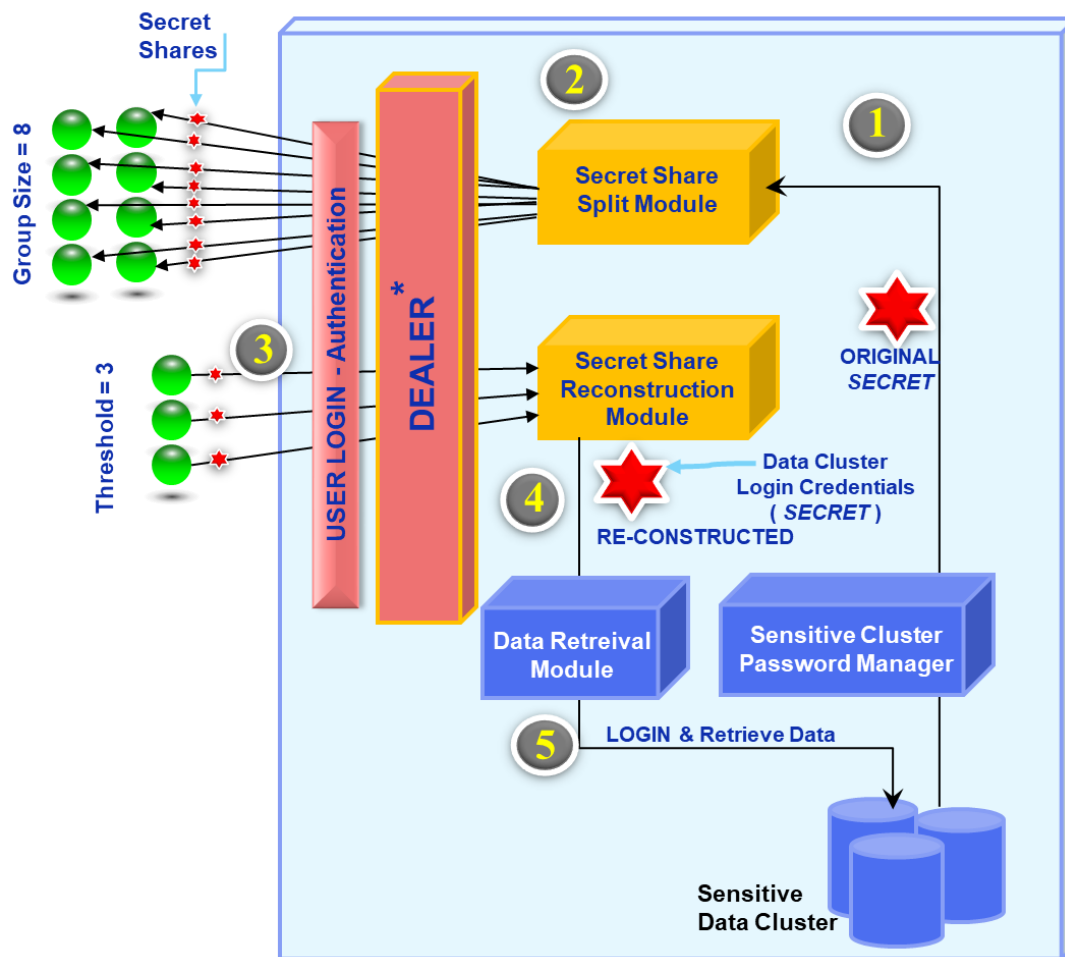 Secret
Shares
2
1
Group Size = 8
Secret Share
Split Module
USER LOGIN - Authentication
DEALER *
ORIGINAL
SECRET
3
Threshold = 3
Secret Share
Reconstruction
Module
4
Data Cluster
Login Credentials
( SECRET )
RE-CONSTRUCTED
Data Retreival
Module
Sensitive Cluster
Password Manager
5
LOGIN & Retrieve Data
Sensitive
Data Cluster